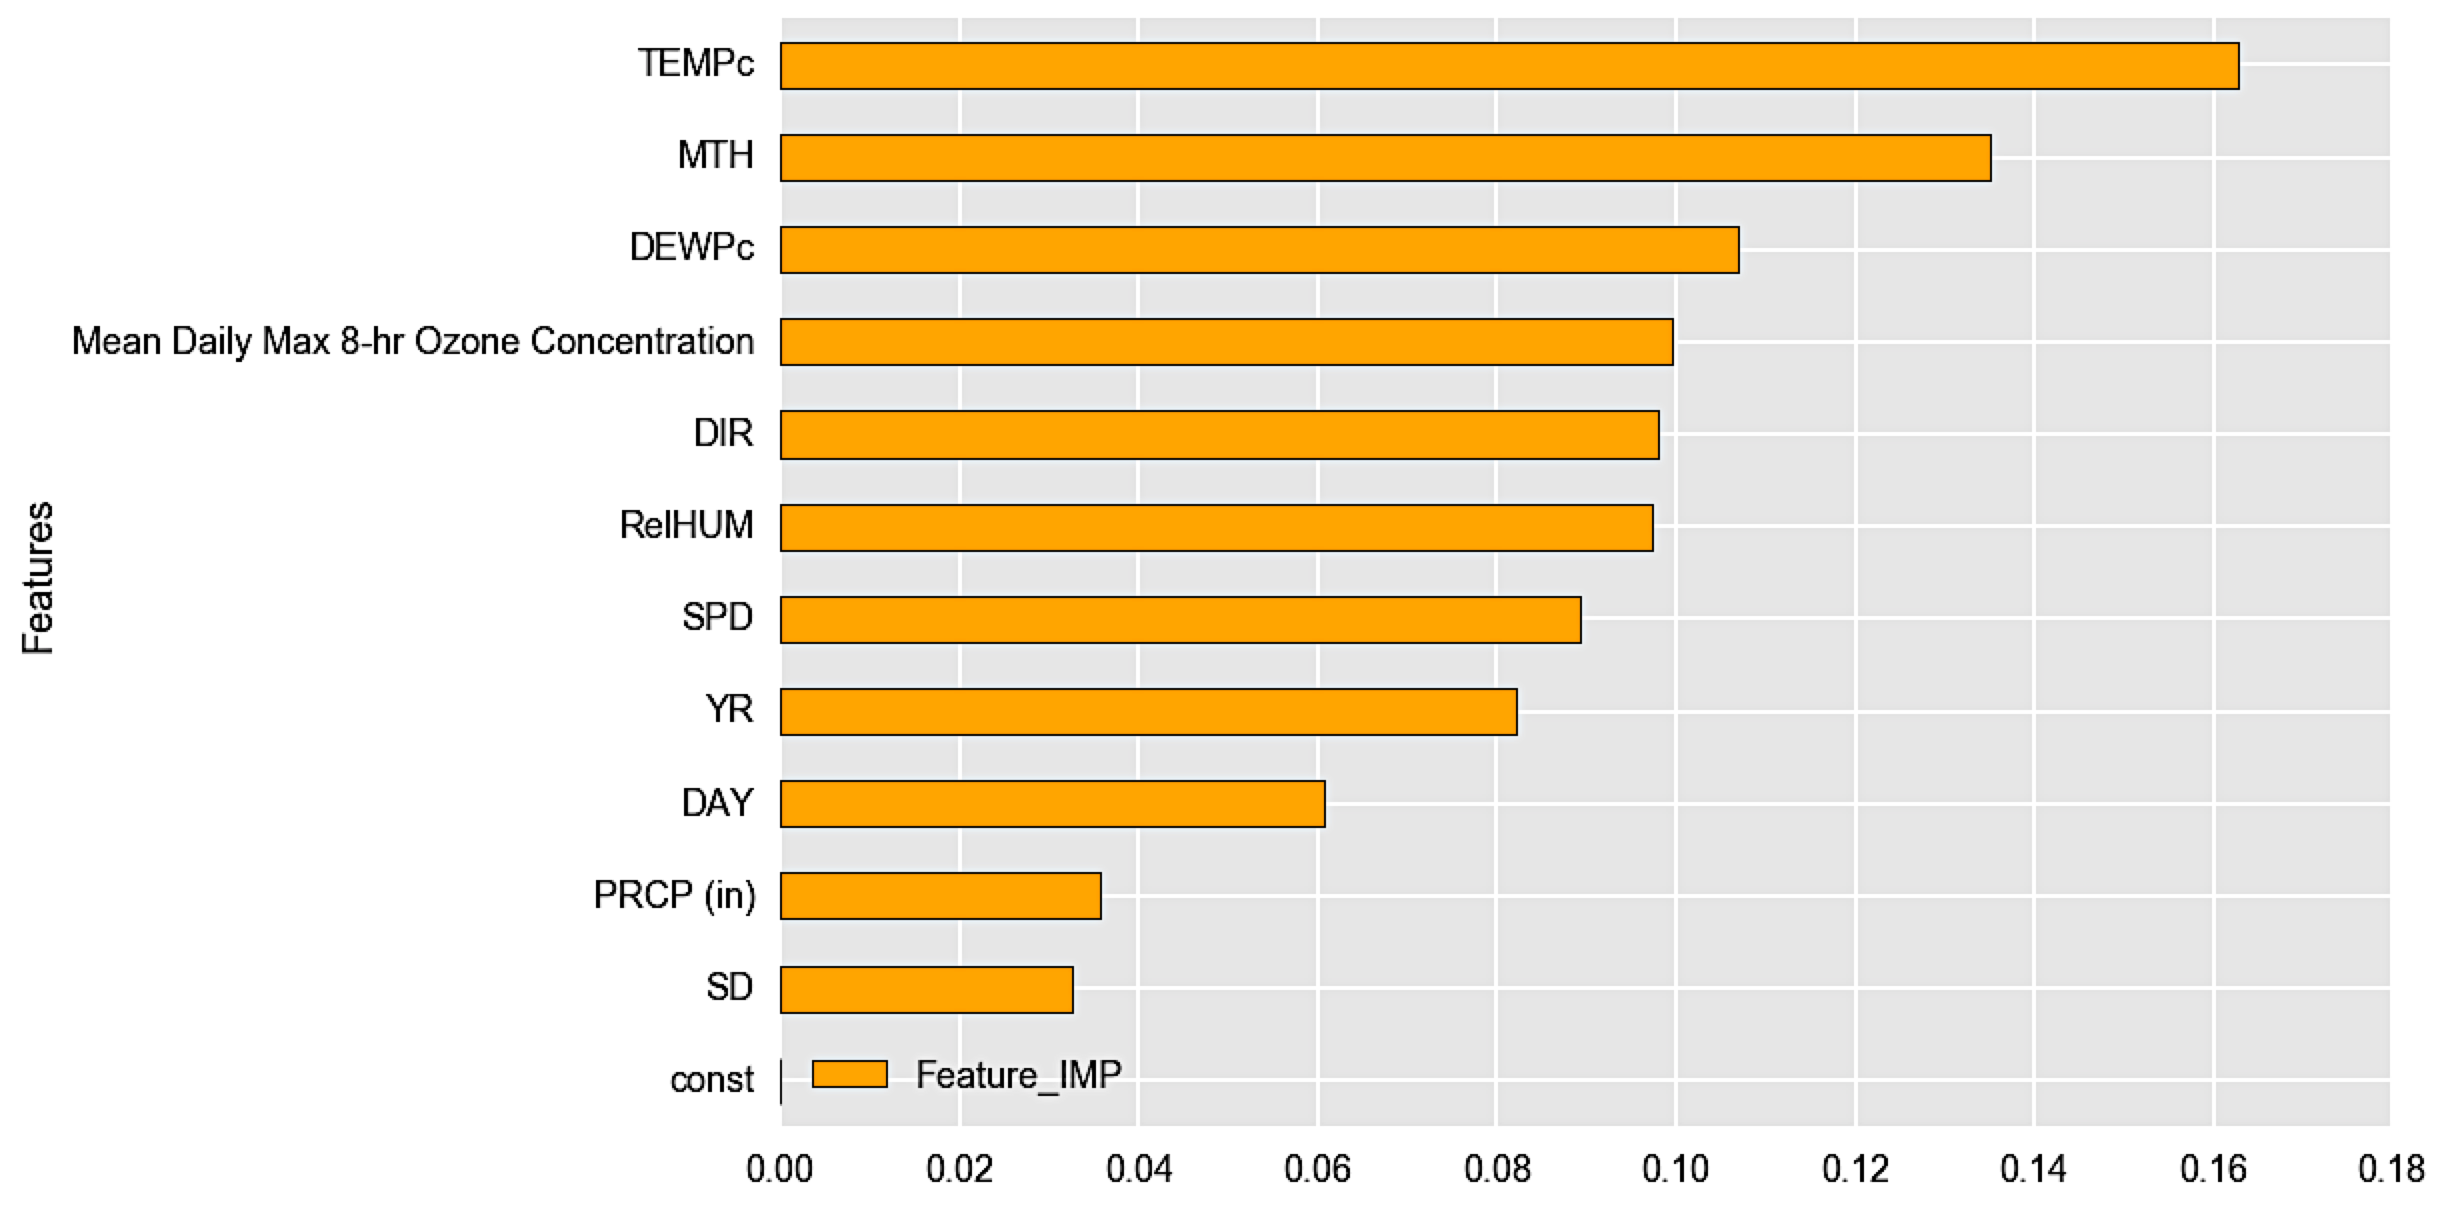 TEMPc
MTH
DEWPc
Mean Daily Max 8-hr Ozone Concentration
DIR
RelHUM
SPD
YR
DAY
PRCP (in)
SD
const
Features
Feature_IMP
0.00 0.02 0.04 0.06 0.08 0.10 0.12 0.14 0.16 0.18